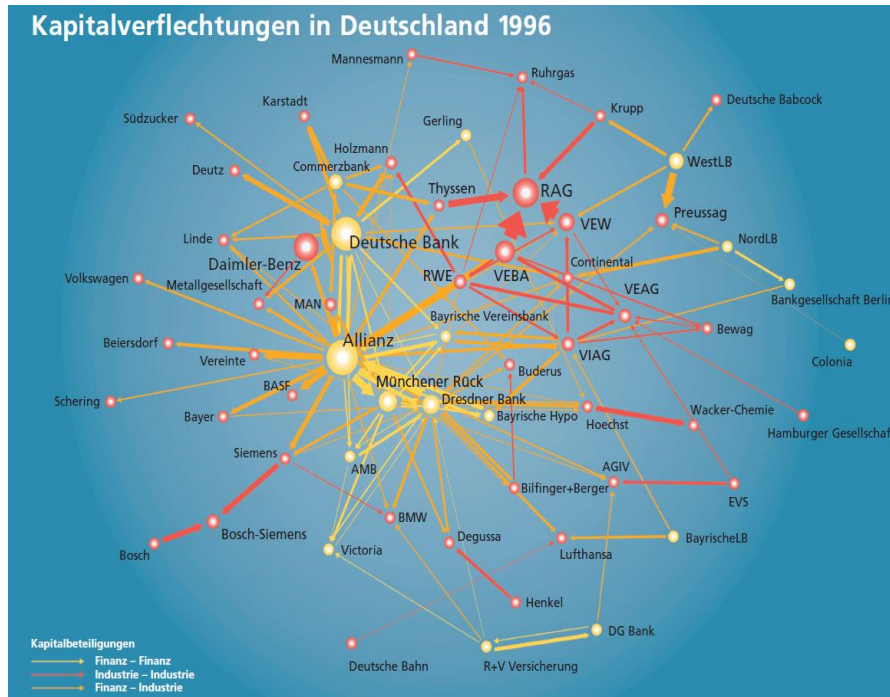 Kapitalverflechtungen in Deutschland 1996
Mannesmann
Ruhrgas
Karstadt
Krupp
Deutsche Babcock
Südzucker
Gerling
Holzmann
Commerzbank
WestLB
Deutz
Thyssen
RAG
Preussag
VEW
Linde
Deutsche Bank
NordLB
Daimler-Benz
VEBA
Continental
RWE
Volkswagen
Metallgesellschaft
VEAG
Bankgesellschaft Berlin
MAN
Bayrische Vereinsbank
Bewag
Allianz
Beiersdorf
Vereinte
VIAG
Colonia
Buderus
BASF
Münchener Rück
Dresdner Bank
Schering
Bayer
Bayrische Hypo
Hoechst
Wacker-Chemie
Hamburger Gesellschaft
Siemens
AMB
AGIV
Bilfinger+Berger
EVS
BMW
Bosch-Siemens
Bosch
Victoria
Degussa
Lufthansa
BayrischeLB
Henkel
DG Bank
Deutsche Bahn
R+V Versicherung
Kapitalbeteiligungen
Finanz – Finanz
Industrie – Industrie
Finanz – Industrie